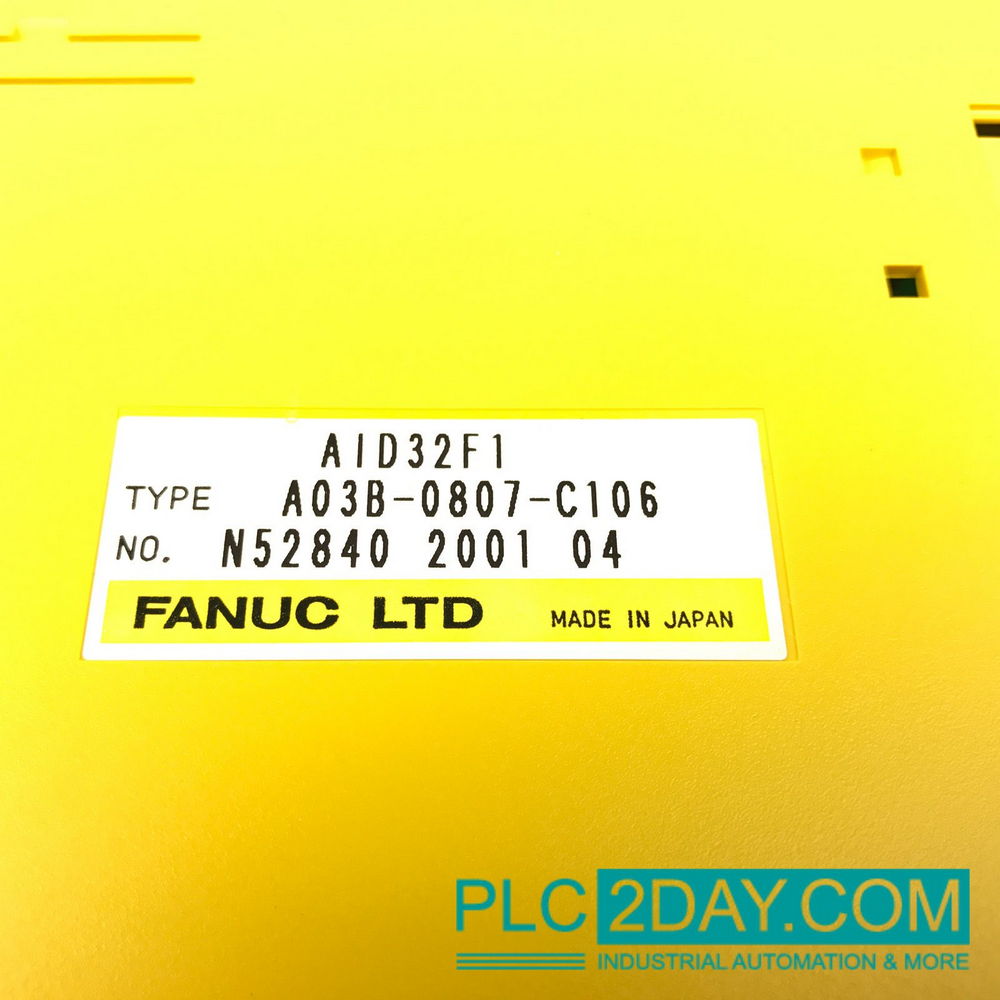 AID32F1
TYPE A03B-0807-C106
NO. N52840 2001 04
FANUC LTD MADE IN JAPAN
PLC2DAY.COM
INDUSTRIAL AUTOMATION & MORE